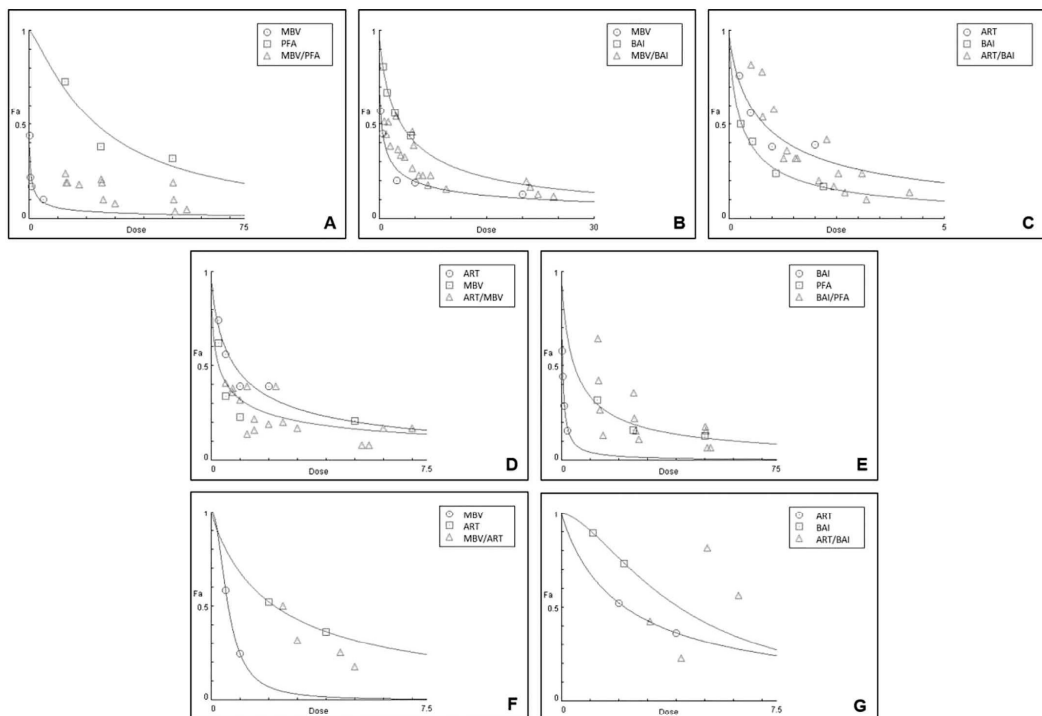 1
MBV
PFA
MBV/PFA
Fa
0.5
0
0
Dose
75
A
1
MBV
BAI
MBV/BAI
Fa
0.5
0
0
Dose
30
B
1
ART
BAI
ART/BAI
Fa
0.5
0
0
Dose
5
C
1
ART
MBV
ART/MBV
Fa
0.5
0
0
Dose
7.5
D
1
BAI
PFA
BAI/PFA
Fa
0.5
0
0
Dose
75
E
1
MBV
ART
MBV/ART
Fa
0.5
0
0
Dose
7.5
F
1
ART
BAI
ART/BAI
Fa
0.5
0
0
Dose
7.5
G